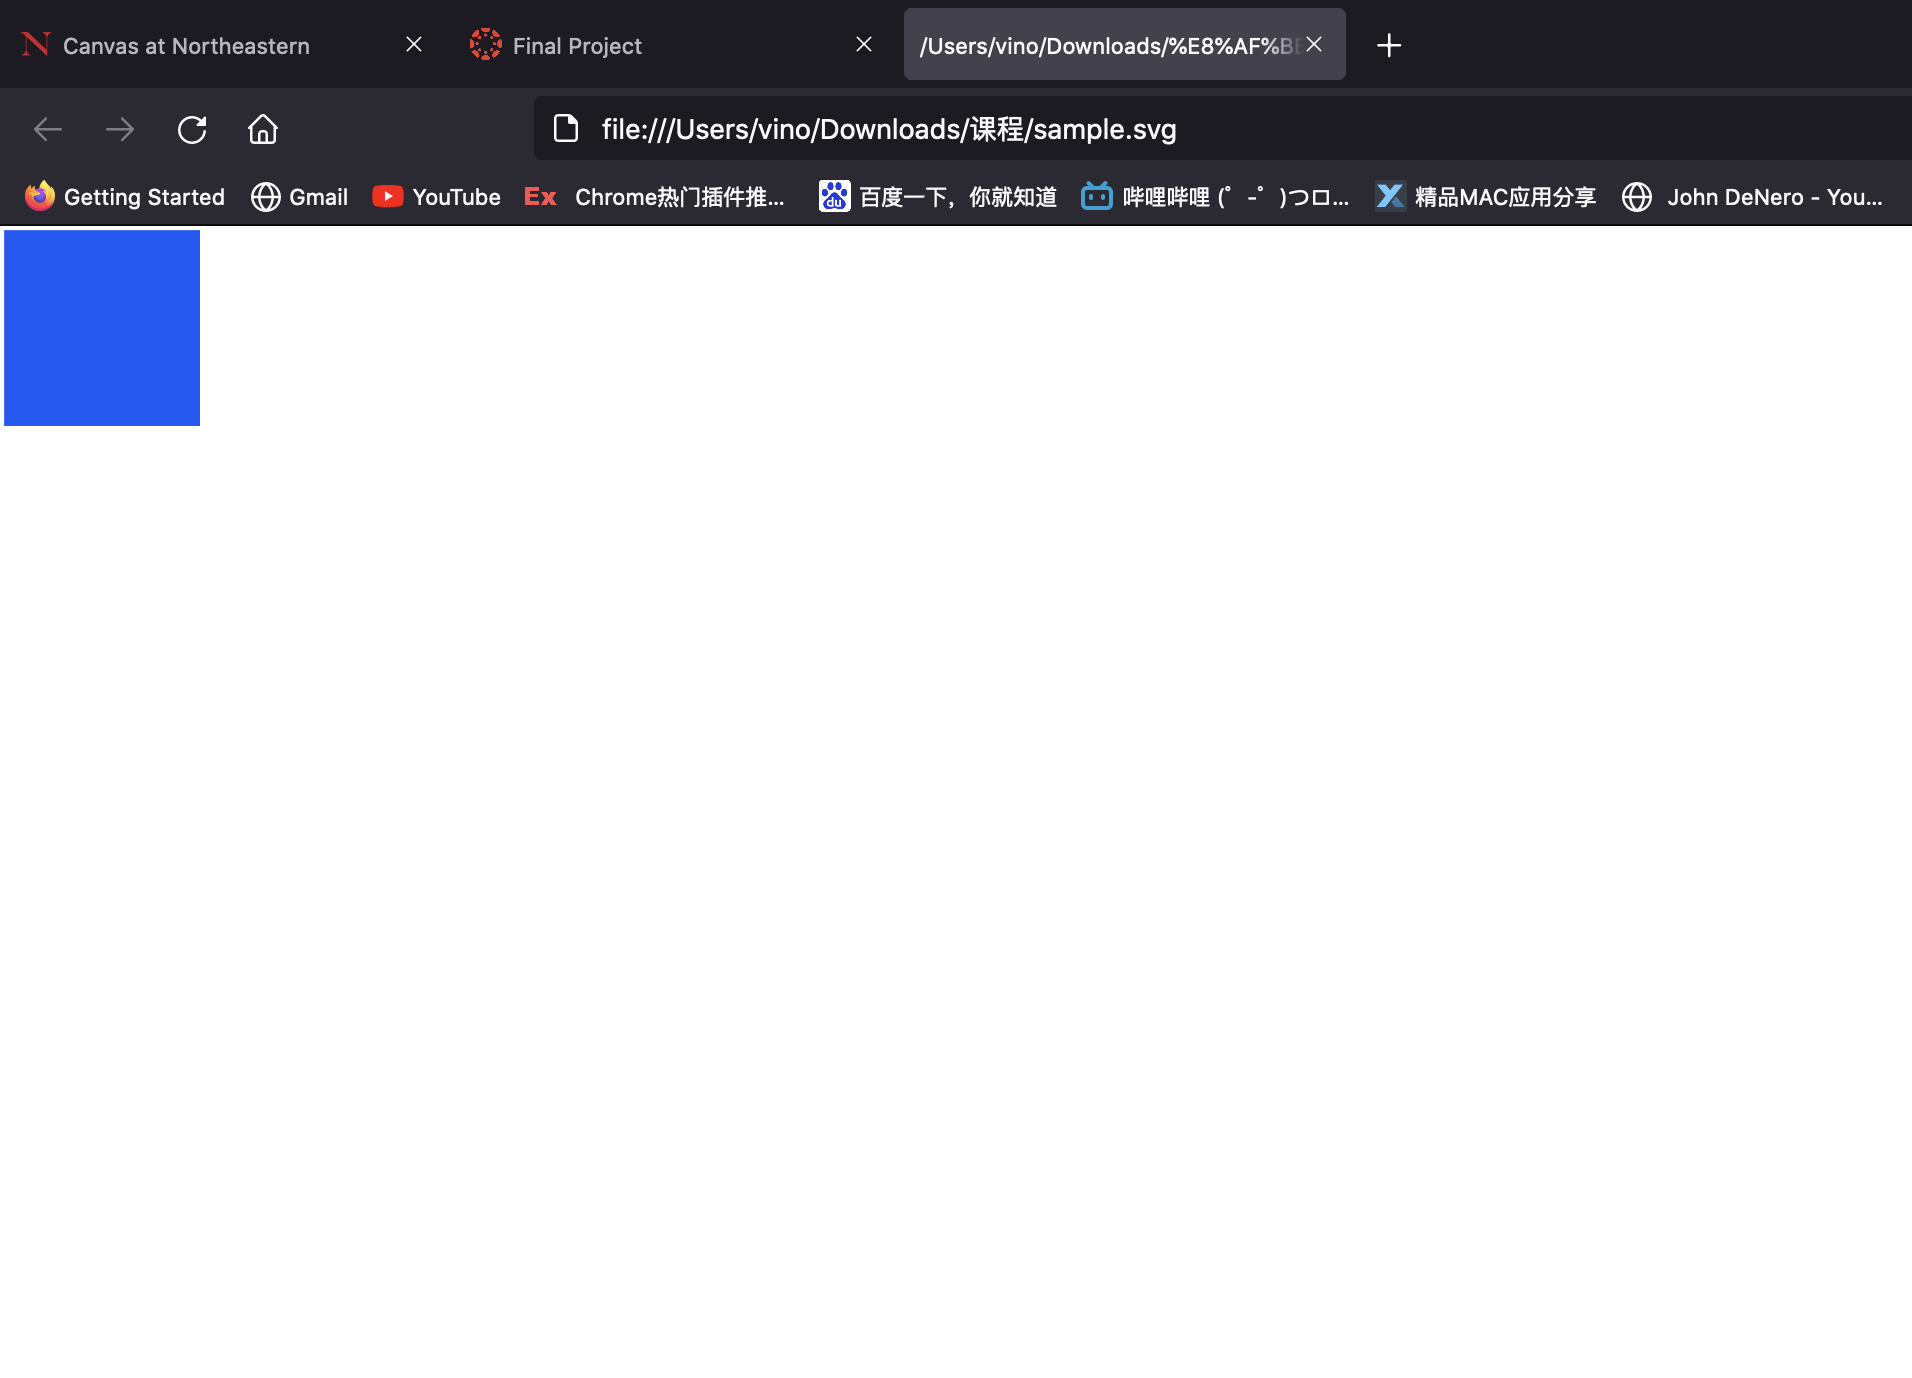 Canvas at Northeastern
Final Project
/Users/vino/Downloads/%E8%AF%B
file:///Users/vino/Downloads/课程/sample.svg
Getting Started
Gmail
YouTube
Ex Chrome热门插件推...
du 百度一下，你就知道
哔哩哔哩 (゜-゜)つロ...
精品MAC应用分享
John DeNero - You...